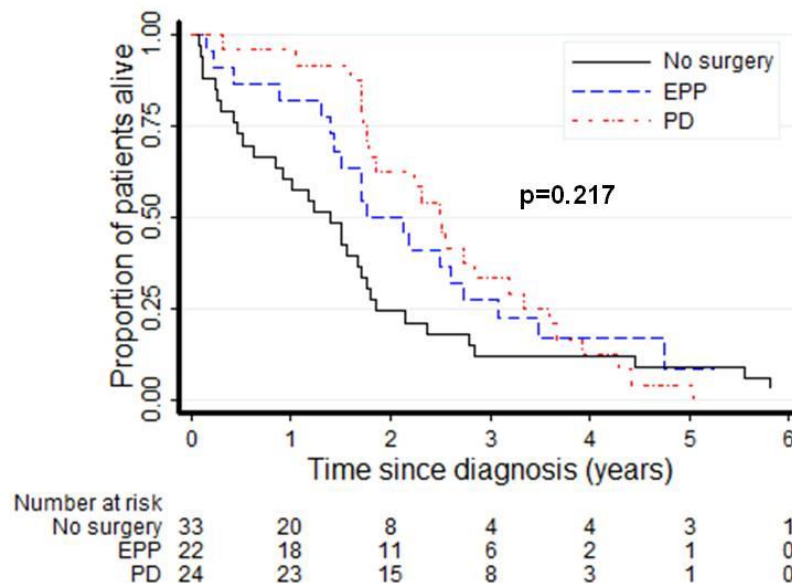 Proportion of patients alive
1.00
0.75
0.50
0.25
0.00
No surgery
EPP
PD
p=0.217
0 1 2 3 4 5 6
Time since diagnosis (years)
Number at risk
No surgery 33 20 8 4 4 3 1
EPP 22 18 11 6 2 1 0
PD 24 23 15 8 3 1 0